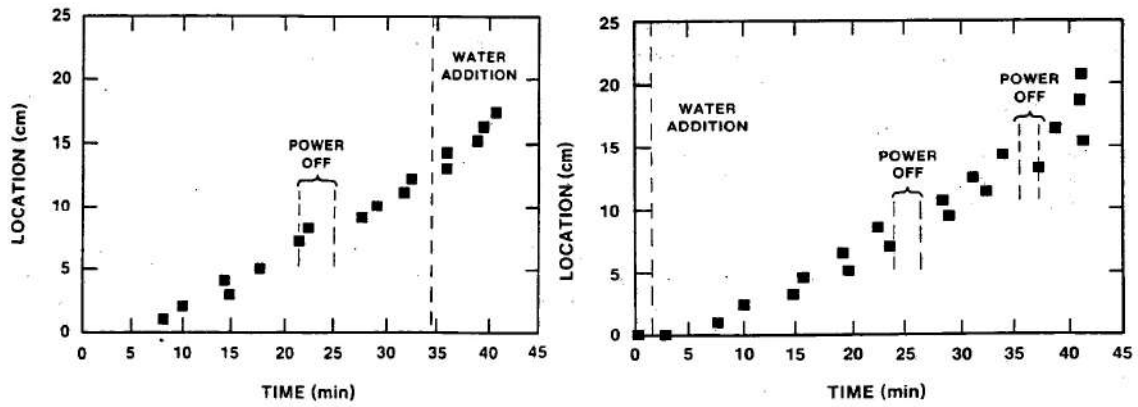 25
20
15
10
5
0
LOCATION (cm)
WATER
ADDITION
POWER
OFF
0 5 10 15 20 25 30 35 40 45
TIME (min)
25
20
15
10
5
0
LOCATION (cm)
WATER
ADDITION
POWER
OFF
POWER
OFF
0 5 10 15 20 25 30 35 40 45
TIME (min)